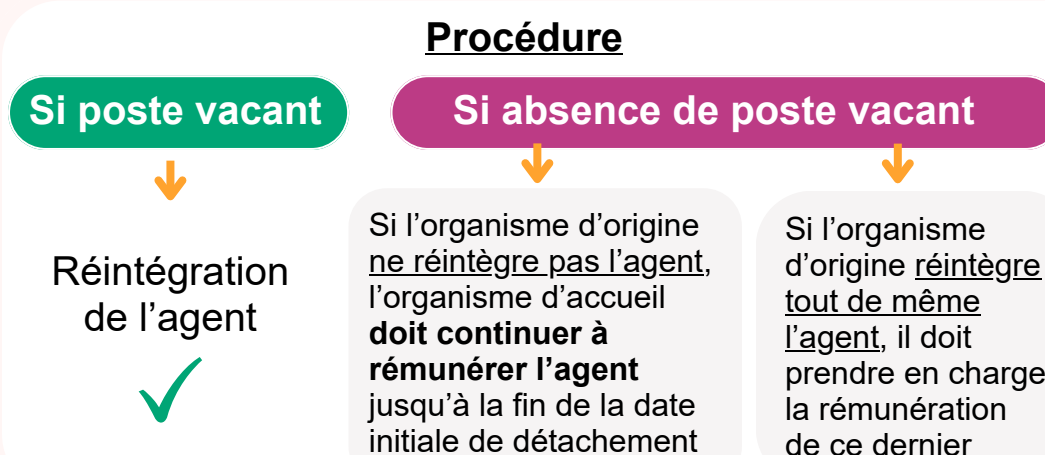 Procédure
Si poste vacant
Réintégration
de l’agent
Si absence de poste vacant
Si l’organisme d’origine
ne réintègre pas l’agent,
l’organisme d’accueil
doit continuer à
rémunérer l’agent
jusqu’à la fin de la date
initiale de détachement
Si l’organisme
d’origine réintègre
tout de même
l’agent, il doit
prendre en charge
la rémunération
de ce dernier